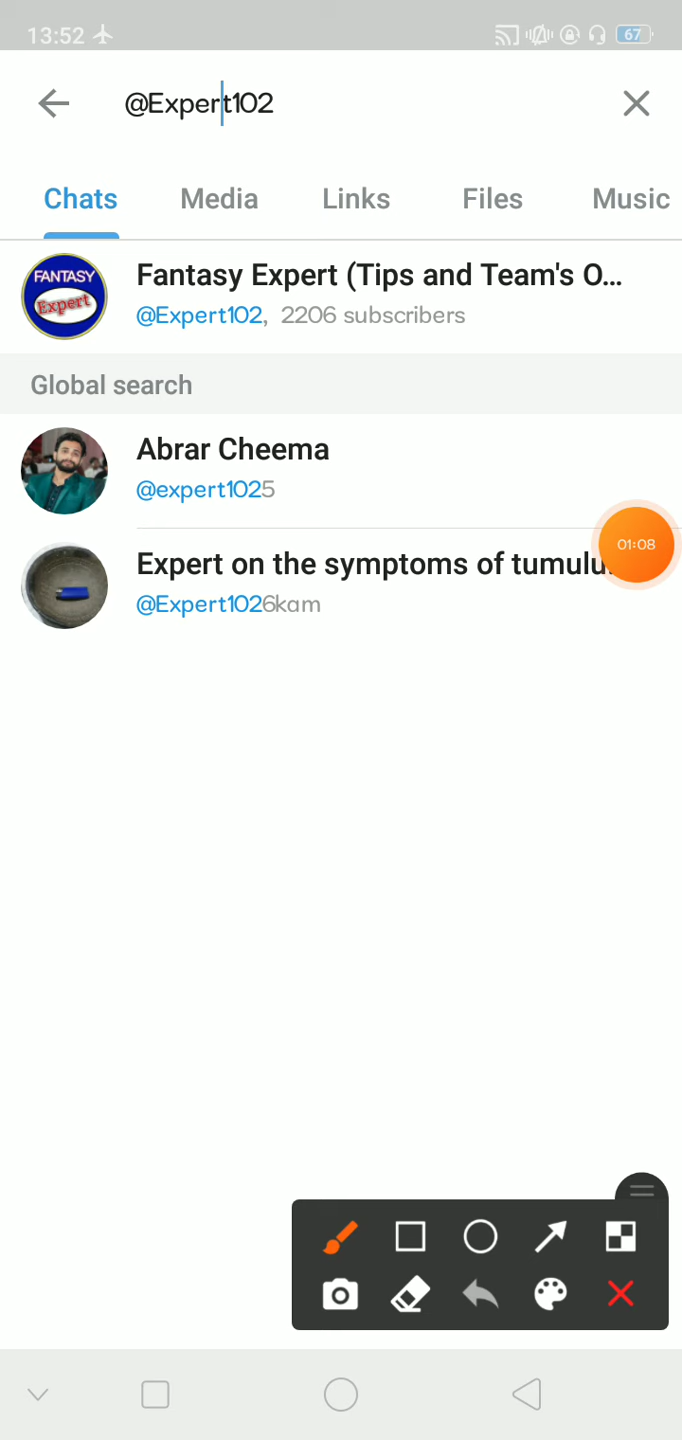 13:52
67
@Expert102
Chats Media Links Files Music
FANTASY
Expert
Fantasy Expert (Tips and Team's O...
@Expert102, 2206 subscribers
Global search
Abrar Cheema
@expert1025
01:08
Expert on the symptoms of tumulu
@Expert1026kam